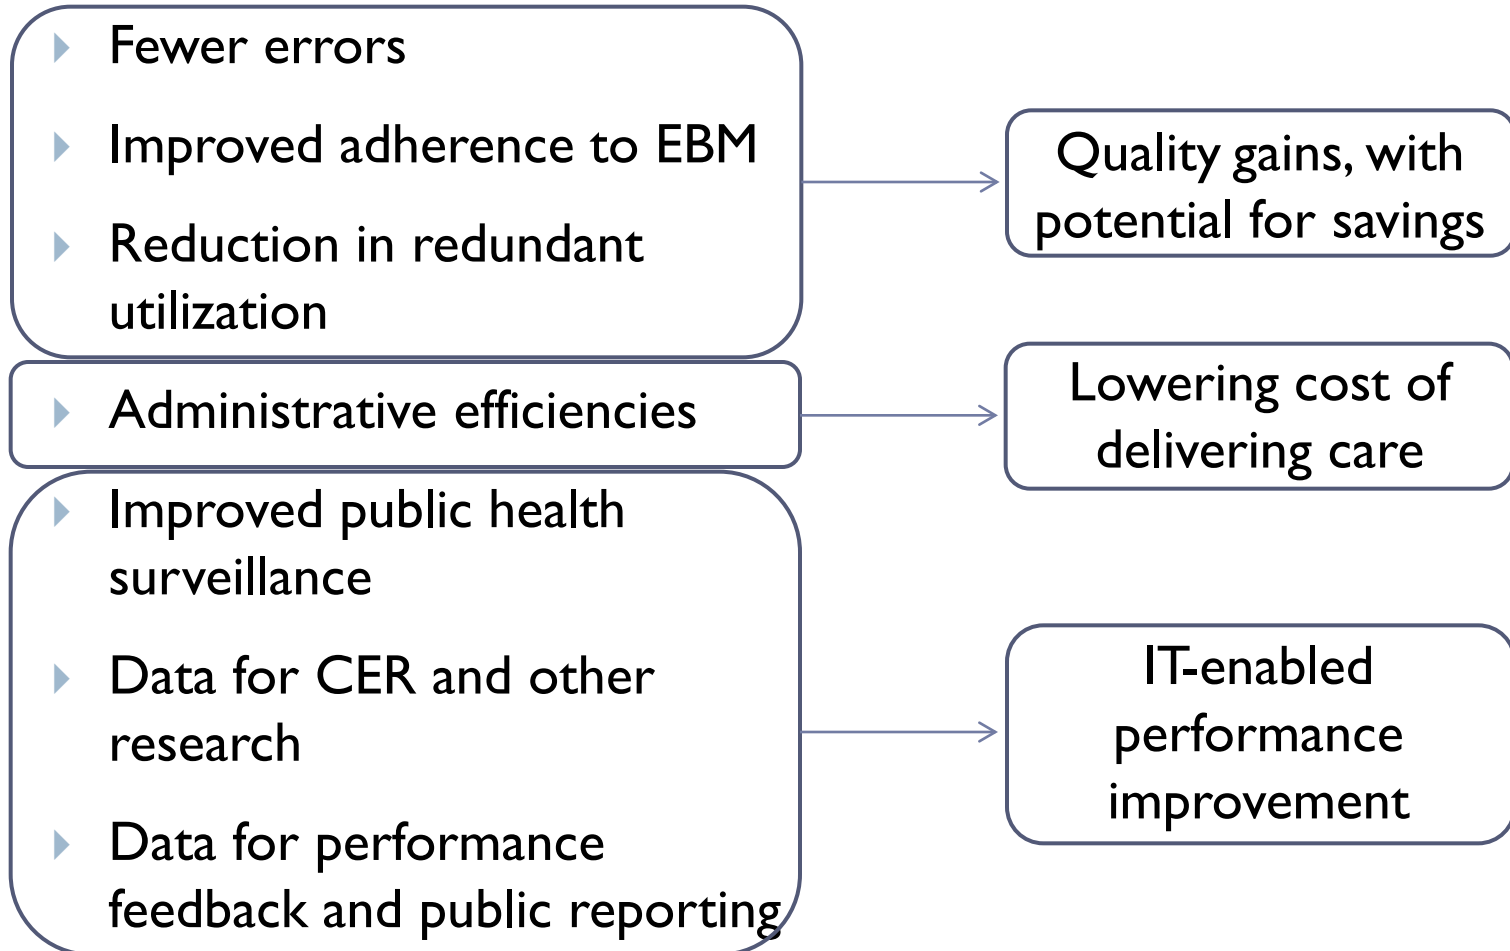 Fewer errors
Improved adherence to EBM
Reduction in redundant
utilization
Administrative efficiencies
Improved public health
surveillance
Data for CER and other
research
Data for performance
feedback and public reporting
Quality gains, with
potential for savings
Lowering cost of
delivering care
IT-enabled
performance
improvement